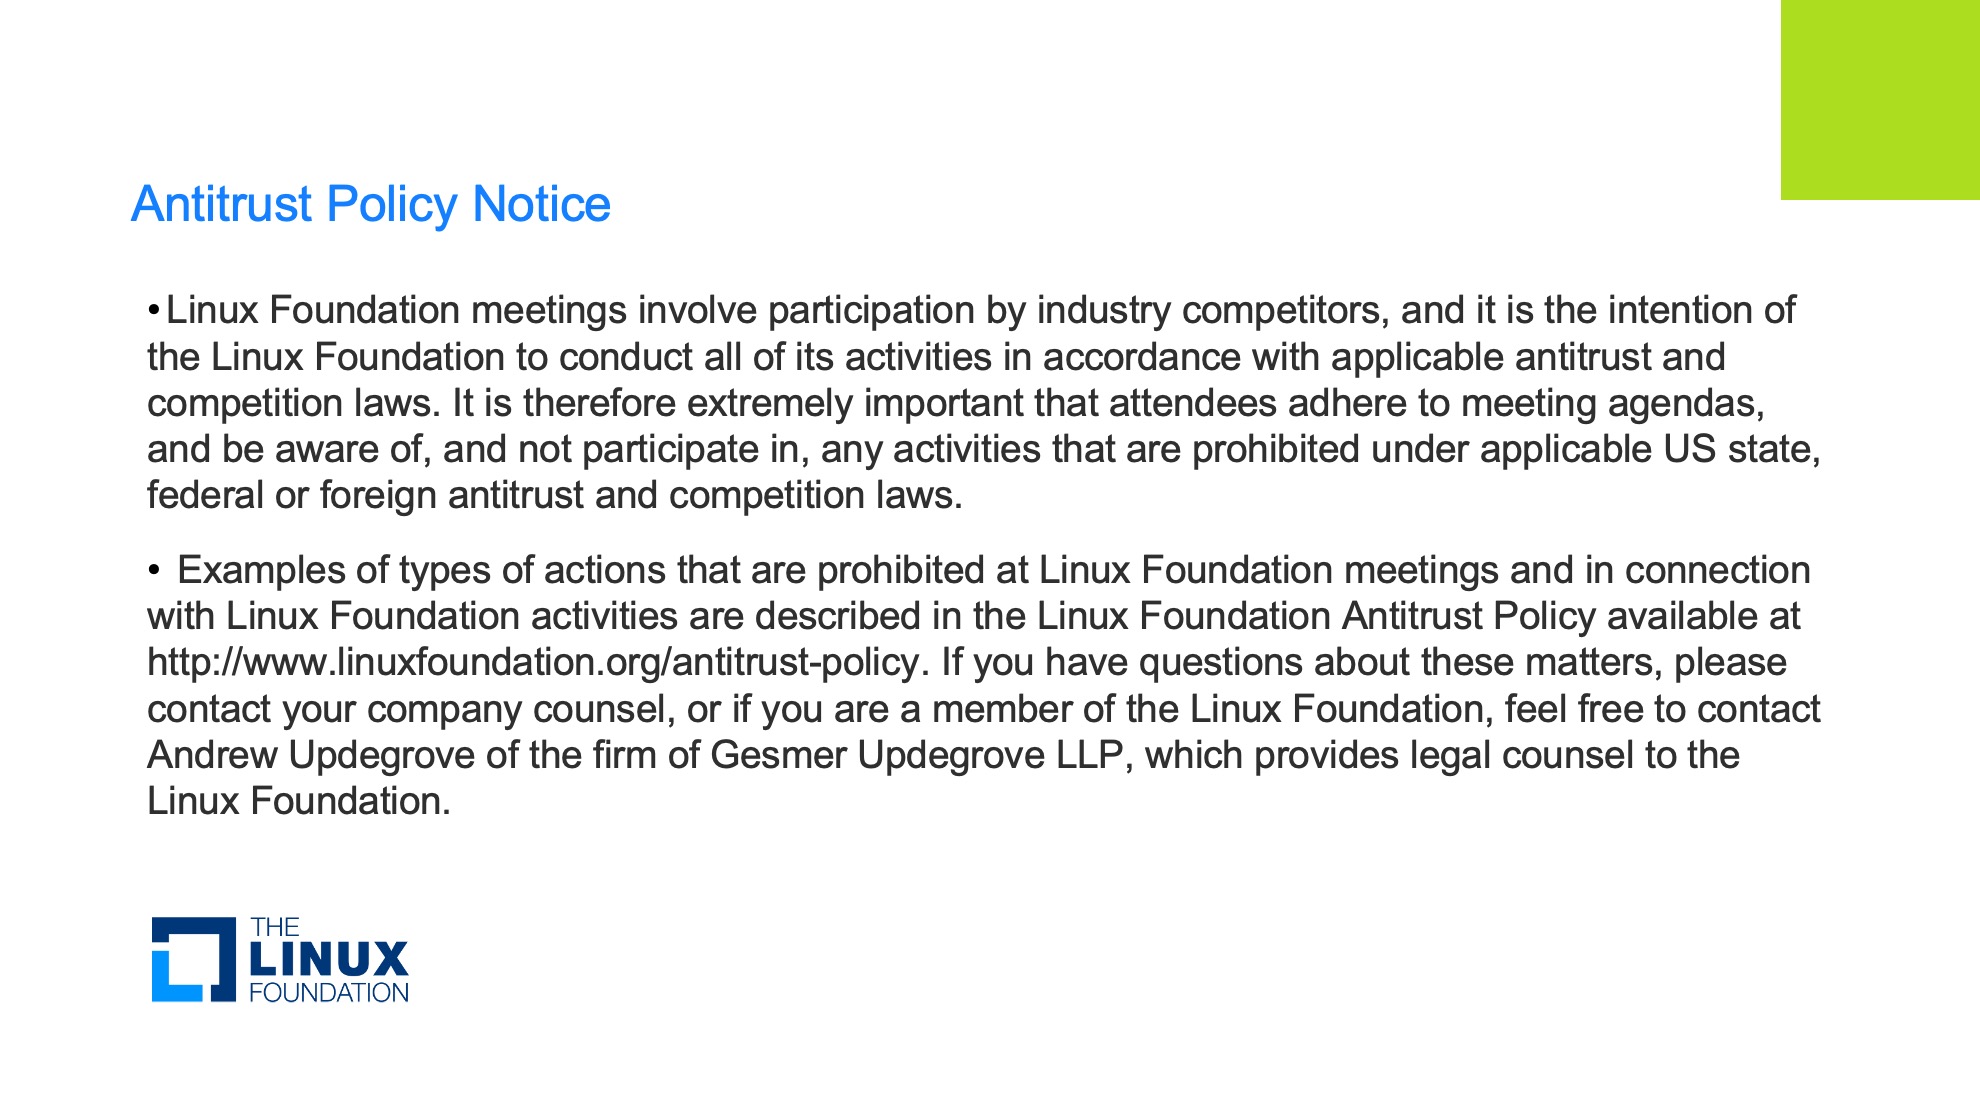 Antitrust Policy Notice
•Linux Foundation meetings involve participation by industry competitors, and it is the intention of
the Linux Foundation to conduct all of its activities in accordance with applicable antitrust and
competition laws. It is therefore extremely important that attendees adhere to meeting agendas,
and be aware of, and not participate in, any activities that are prohibited under applicable US state,
federal or foreign antitrust and competition laws.
• Examples of types of actions that are prohibited at Linux Foundation meetings and in connection
with Linux Foundation activities are described in the Linux Foundation Antitrust Policy available at
http://www.linuxfoundation.org/antitrust-policy. If you have questions about these matters, please
contact your company counsel, or if you are a member of the Linux Foundation, feel free to contact
Andrew Updegrove of the firm of Gesmer Updegrove LLP, which provides legal counsel to the
Linux Foundation.
THE
LINUX
FOUNDATION